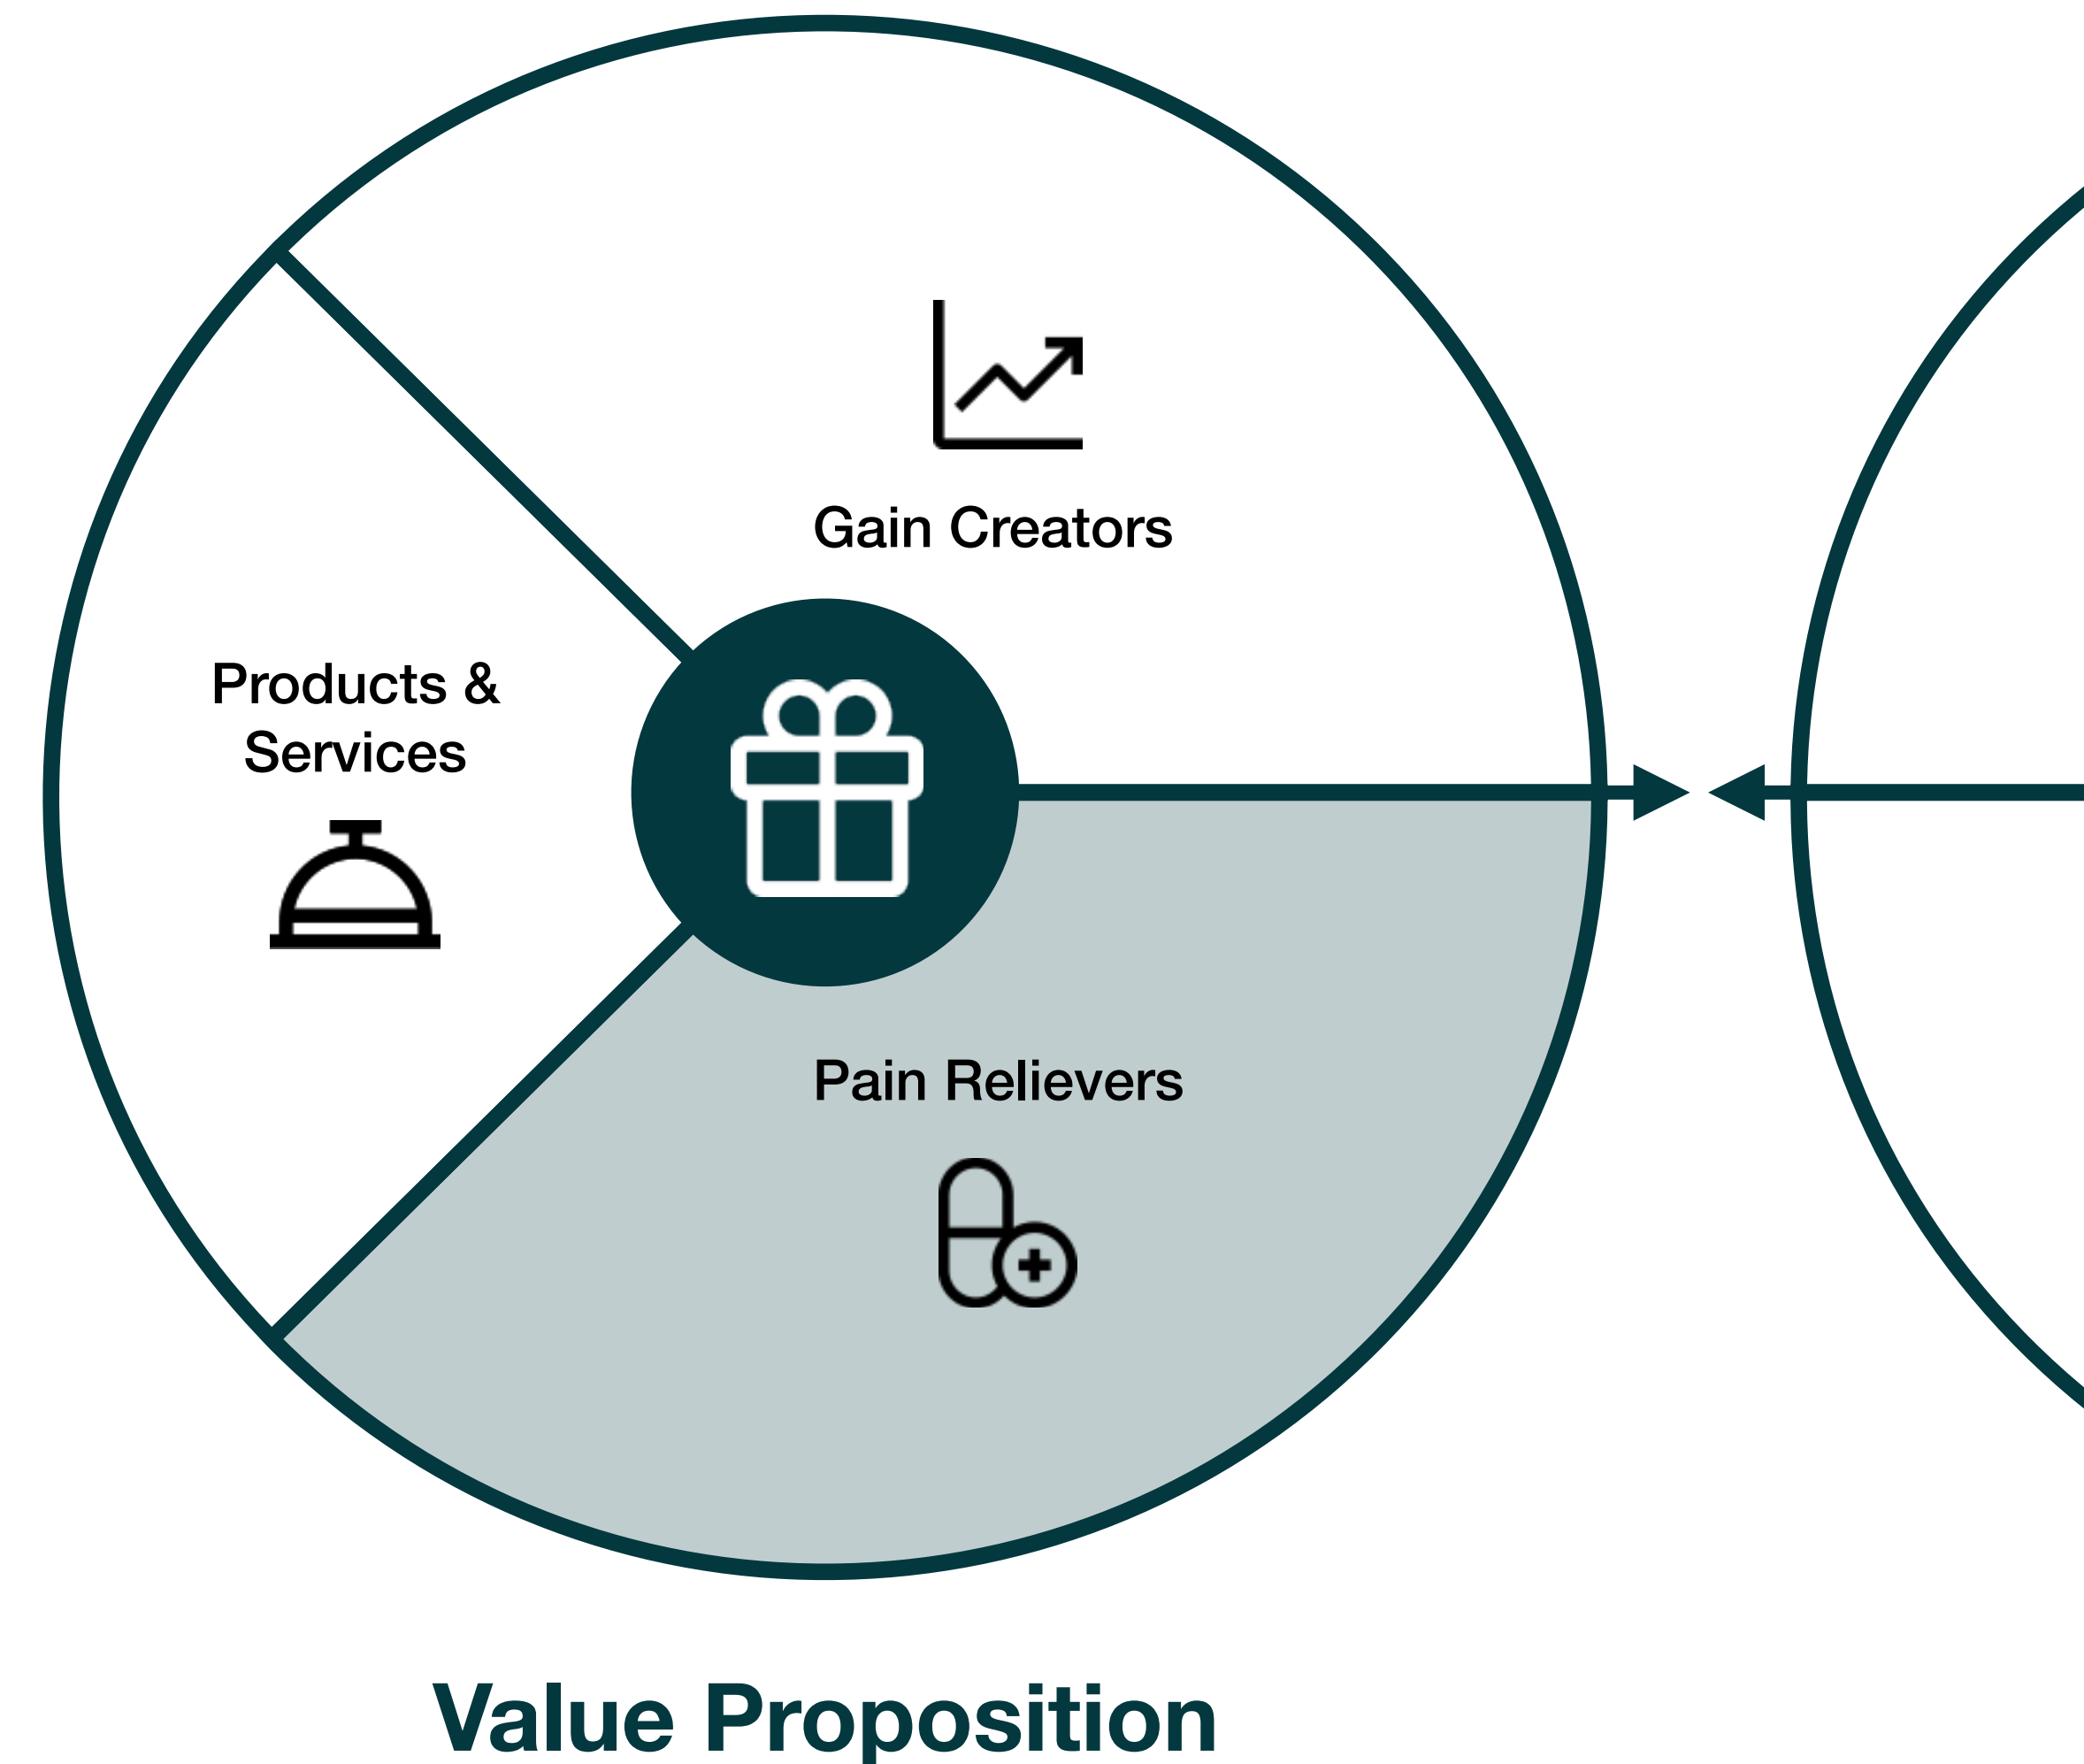 Gain Creators
Products &
Services
Pain Relievers
Value Proposition